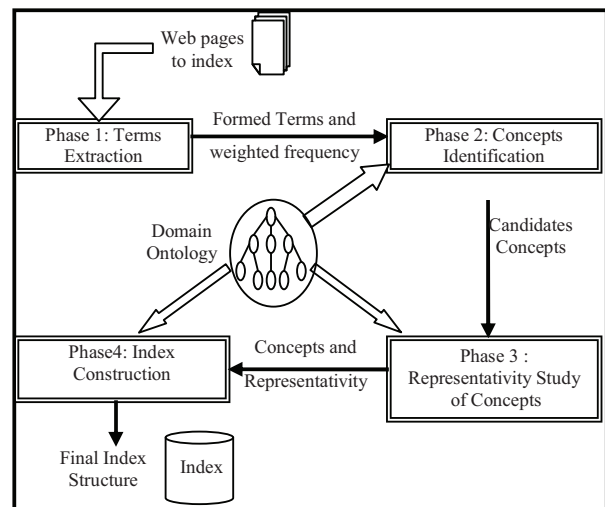 Web pages
to index
Phase 1: Terms
Extraction
Formed Terms and
weighted frequency
Phase 2: Concepts
Identification
Domain
Ontology
Candidates
Concepts
Phase4: Index
Construction
Concepts and
Representativity
Phase 3 :
Representativity Study
of Concepts
Final Index
Structure
Index